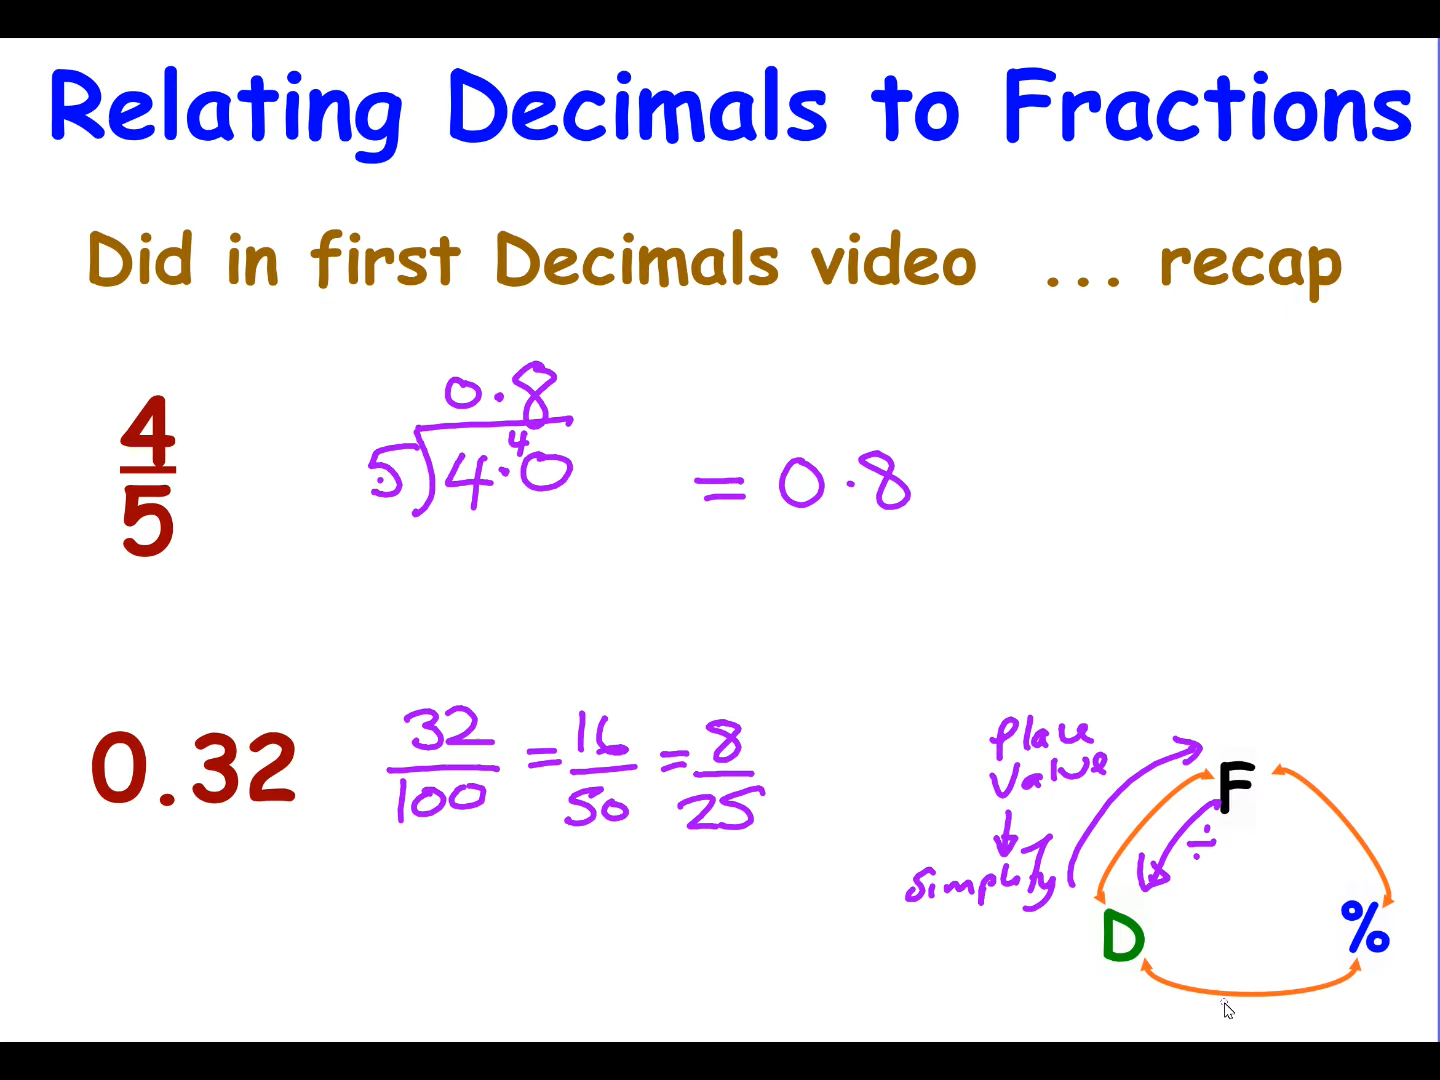 Relating Decimals to Fractions
Did in first Decimals video ... recap
4/5
0.8
5)4.⁴0 = 0.8
0.32 32/100 = 16/50 = 8/25
Place
Value
↓
simplify
F
÷
D
%